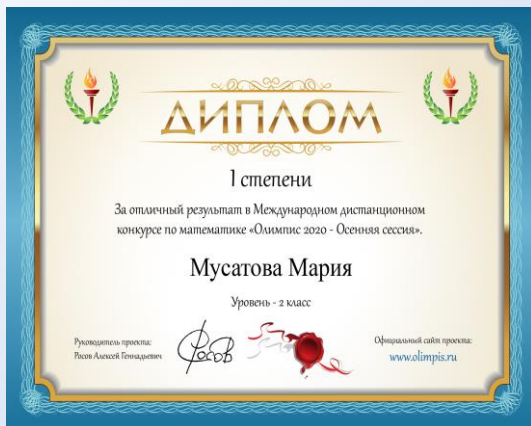 ДИПЛОМ
I степени
За отличный результат в Международном дистанционном
конкурсе по математике «Олимпис 2020 - Осенняя сессия».
Мусатова Мария
Уровень - 2 класс
Руководитель проекта:
Росов Алексей Геннадьевич
Росов
Официальный сайт проекта:
www.olimpis.ru